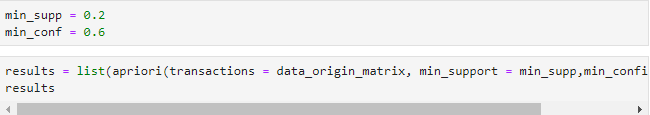 min_supp = 0.2
min_conf = 0.6
results = list(apriori(transactions = data_origin_matrix, min_support = min_supp,min_confi
results